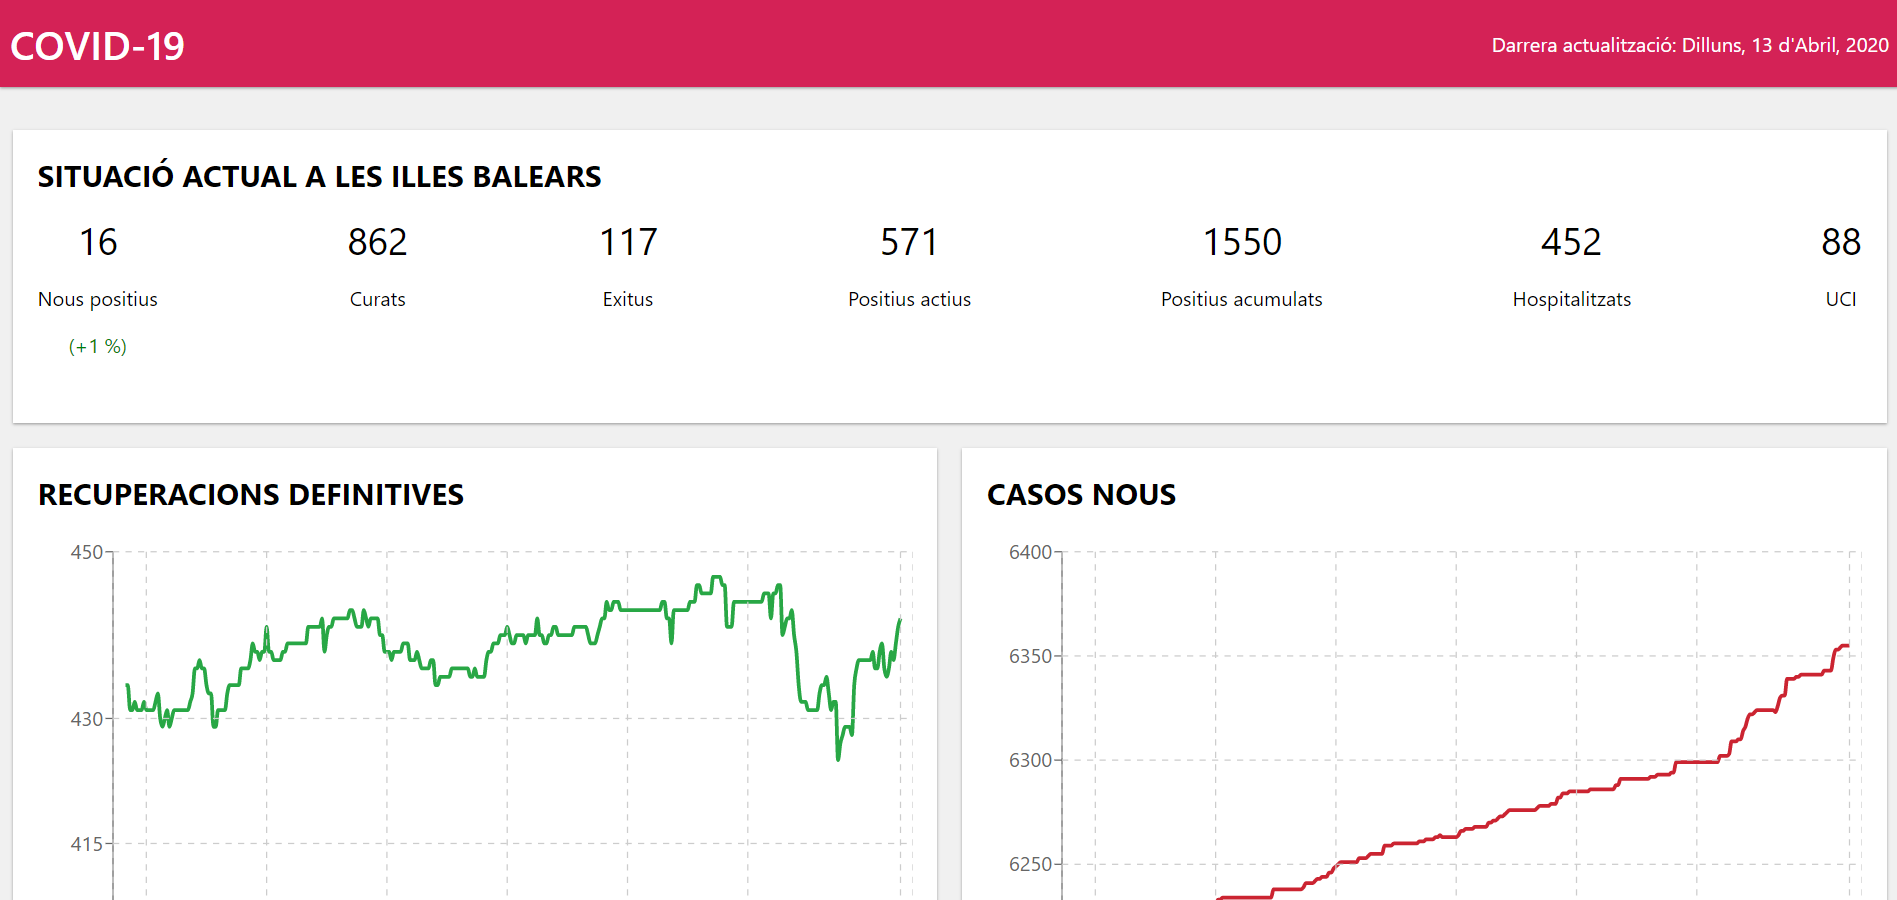 COVID-19
Darrera actualització: Dilluns, 13 d'Abril, 2020
SITUACIÓ ACTUAL A LES ILLES BALEARS
16
862
117
571
1550
452
88
Nous positius
Curats
Exitus
Positius actius
Positius acumulats
Hospitalitzats
UCI
(+1 %)
RECUPERACIONS DEFINITIVES
450
430
415
CASOS NOUS
6400
6350
6300
6250